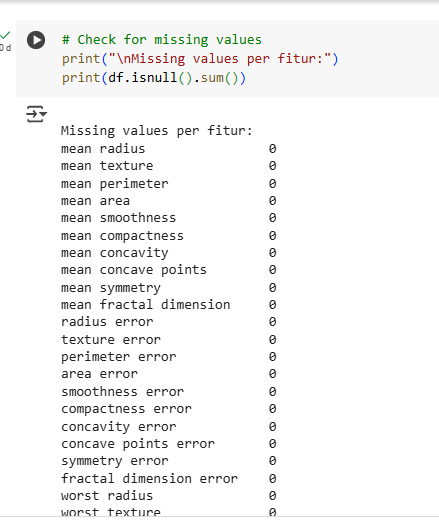 # Check for missing values
print("\nMissing values per fitur:")
print(df.isnull().sum())
0 d
Missing values per fitur:
mean radius 0
mean texture 0
mean perimeter 0
mean area 0
mean smoothness 0
mean compactness 0
mean concavity 0
mean concave points 0
mean symmetry 0
mean fractal dimension 0
radius error 0
texture error 0
perimeter error 0
area error 0
smoothness error 0
compactness error 0
concavity error 0
concave points error 0
symmetry error 0
fractal dimension error 0
worst radius 0
worst texture 0